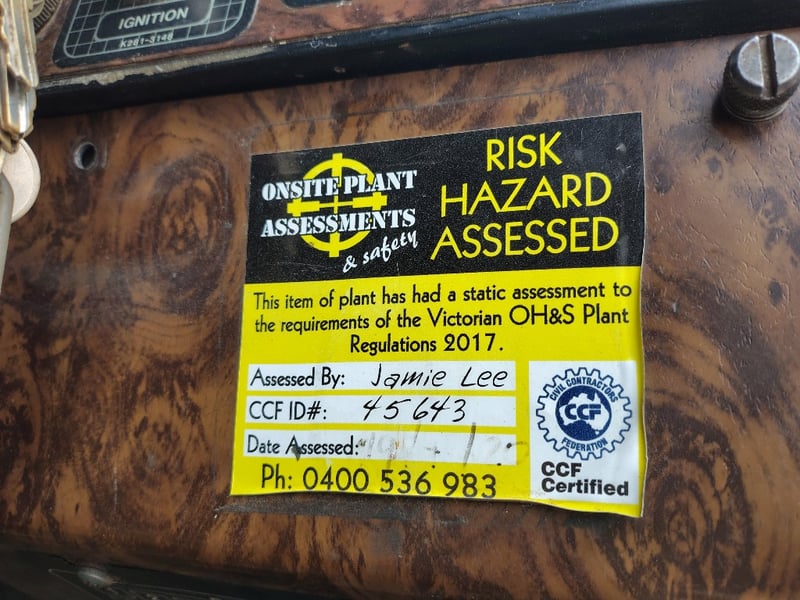 IGNITION
K281-3148
ONSITE PLANT
ASSESSMENTS
& safety
RISK
HAZARD
ASSESSED
This item of plant has had a static assessment to
the requirements of the Victorian OH&S Plant
Regulations 2017.
Assessed By: Jamie Lee
CCF ID#: 45643
Date Assessed:
Ph: 0400 536 983
CIVIL CONTRACTORS
CCF
FEDERATION
CCF
Certified